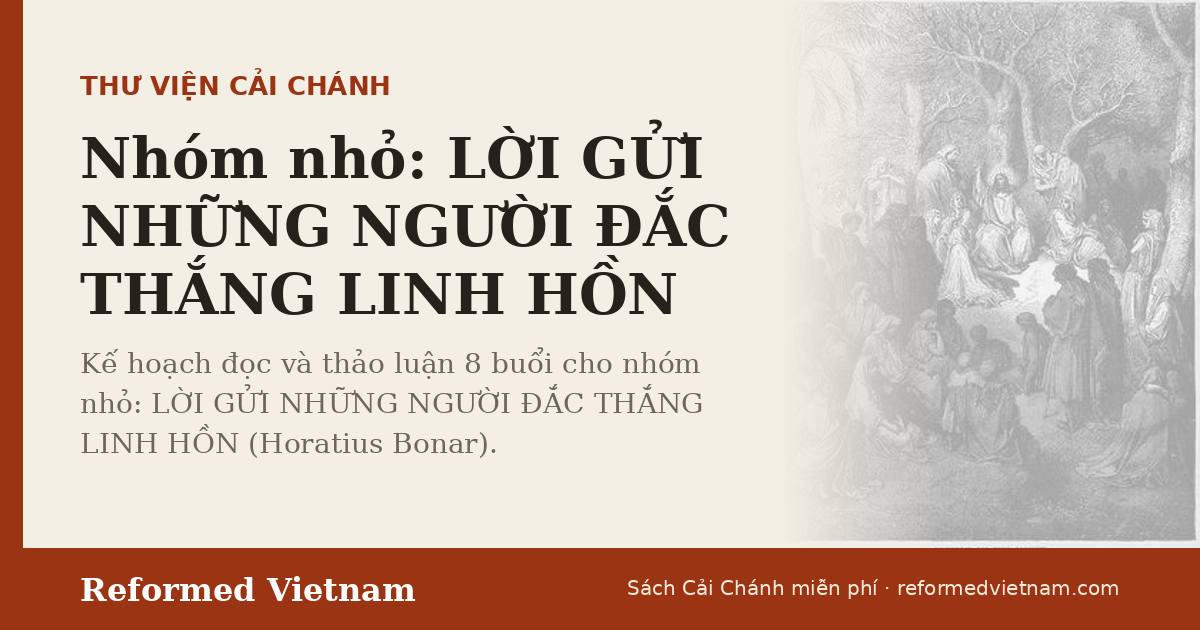 THƯ VIỆN CẢI CHÁNH
Nhóm nhỏ: LỜI GỬI
NHỮNG NGƯỜI ĐẮC
THẮNG LINH HỒN
Kế hoạch đọc và thảo luận 8 buổi cho nhóm
nhỏ: LỜI GỬI NHỮNG NGƯỜI ĐẮC THẮNG
LINH HỒN (Horatius Bonar).
Reformed Vietnam
Sách Cải Chánh miễn phí · reformedvietnam.com